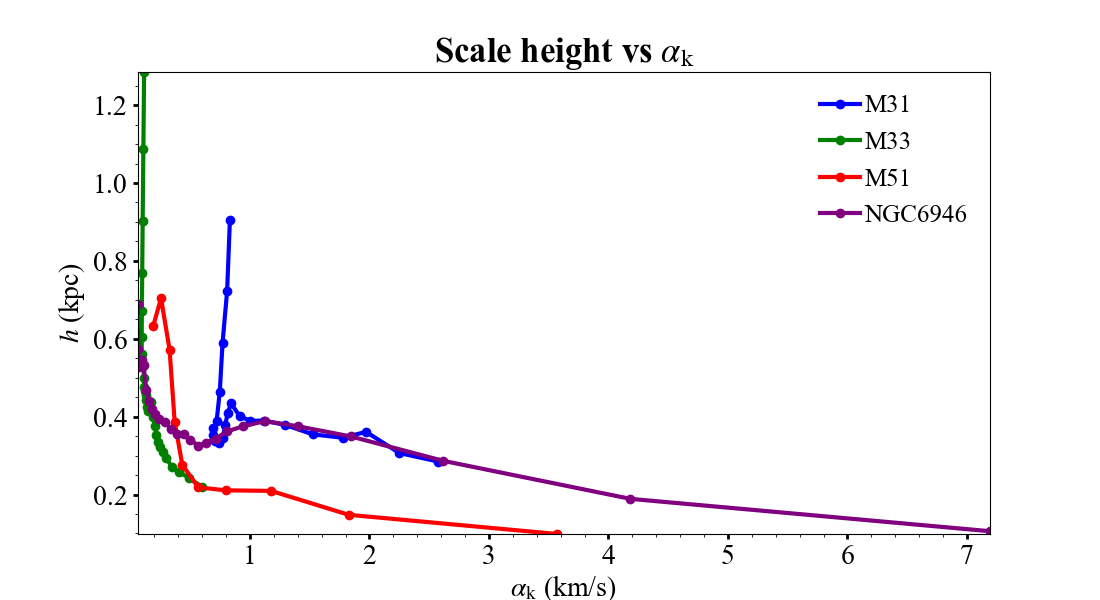 Scale height vs αk
1.2
1.0
0.8
0.6
0.4
0.2
h (kpc)
M31
M33
M51
NGC6946
1 2 3 4 5 6 7
αk (km/s)